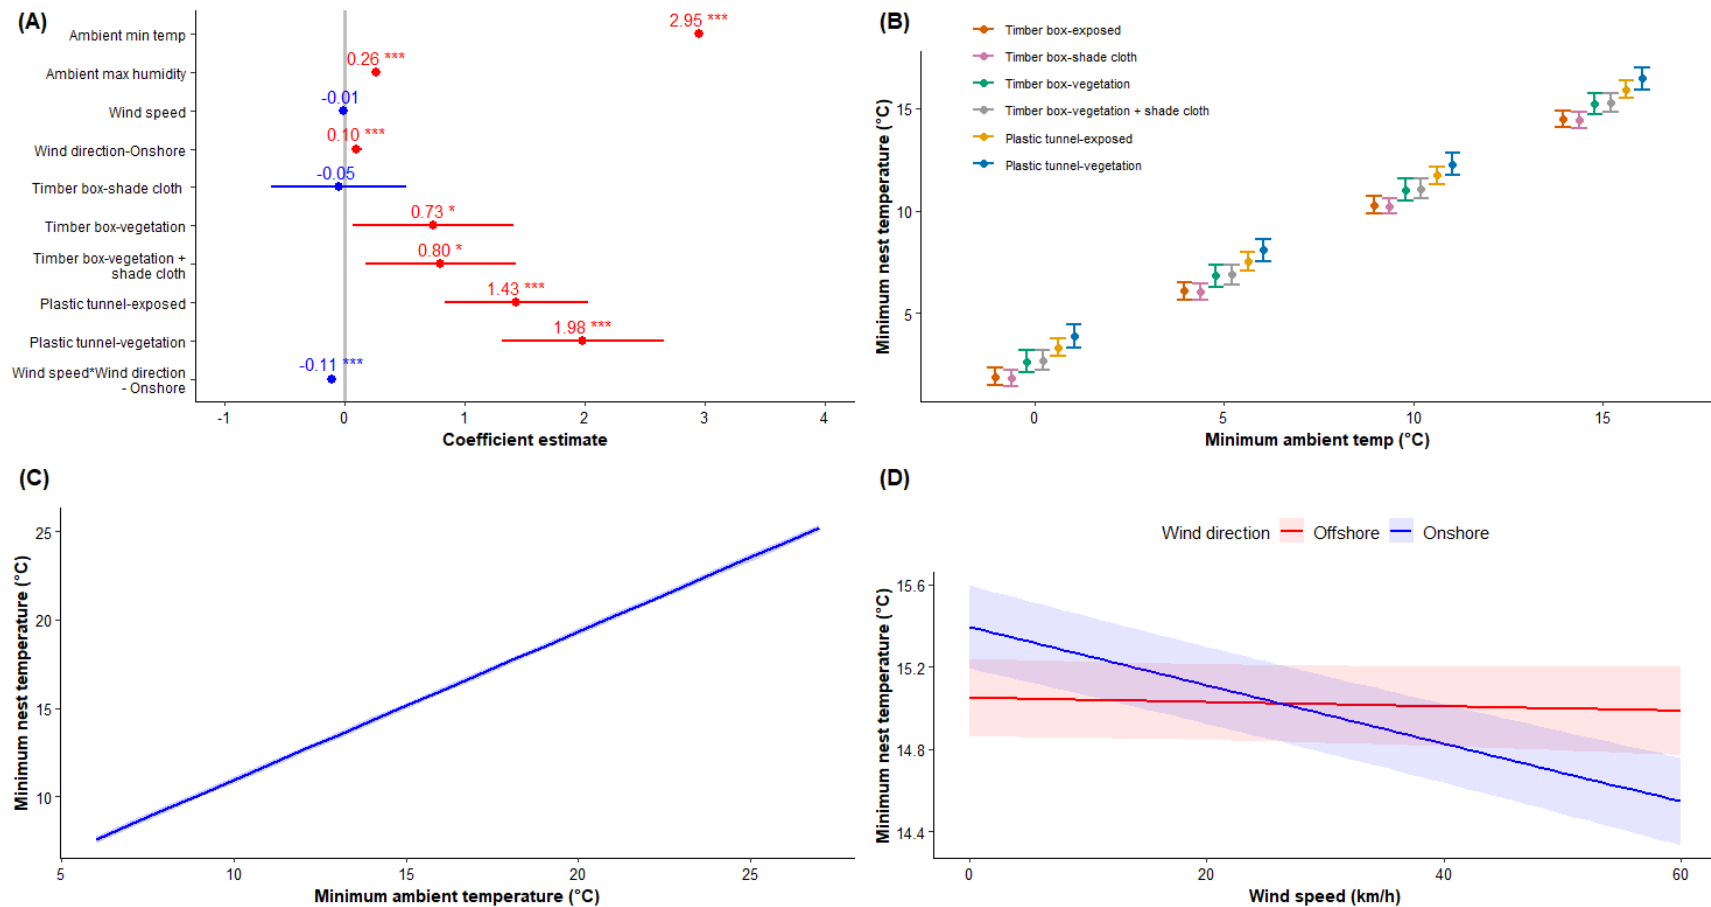 (A)
Ambient min temp
Ambient max humidity
Wind speed
Wind direction-Onshore
Timber box-shade cloth
Timber box-vegetation
Timber box-vegetation +
shade cloth
Plastic tunnel-exposed
Plastic tunnel-vegetation
Wind speed*Wind direction
- Onshore
2.95 ***
0.26 ***
-0.01
0.10 ***
-0.05
0.73 *
0.80 *
1.43 ***
1.98 ***
-0.11 ***
-1 0 1 2 3 4
Coefficient estimate
(B)
Timber box-exposed
Timber box-shade cloth
Timber box-vegetation
Timber box-vegetation + shade cloth
Plastic tunnel-exposed
Plastic tunnel-vegetation
Minimum nest temperature (°C)
15
10
5
0 5 10 15
Minimum ambient temp (°C)
(C)
Minimum nest temperature (°C)
25
20
15
10
5 10 15 20 25
Minimum ambient temperature (°C)
(D)
Wind direction Offshore Onshore
Minimum nest temperature (°C)
15.6
15.2
14.8
14.4
0 20 40 60
Wind speed (km/h)